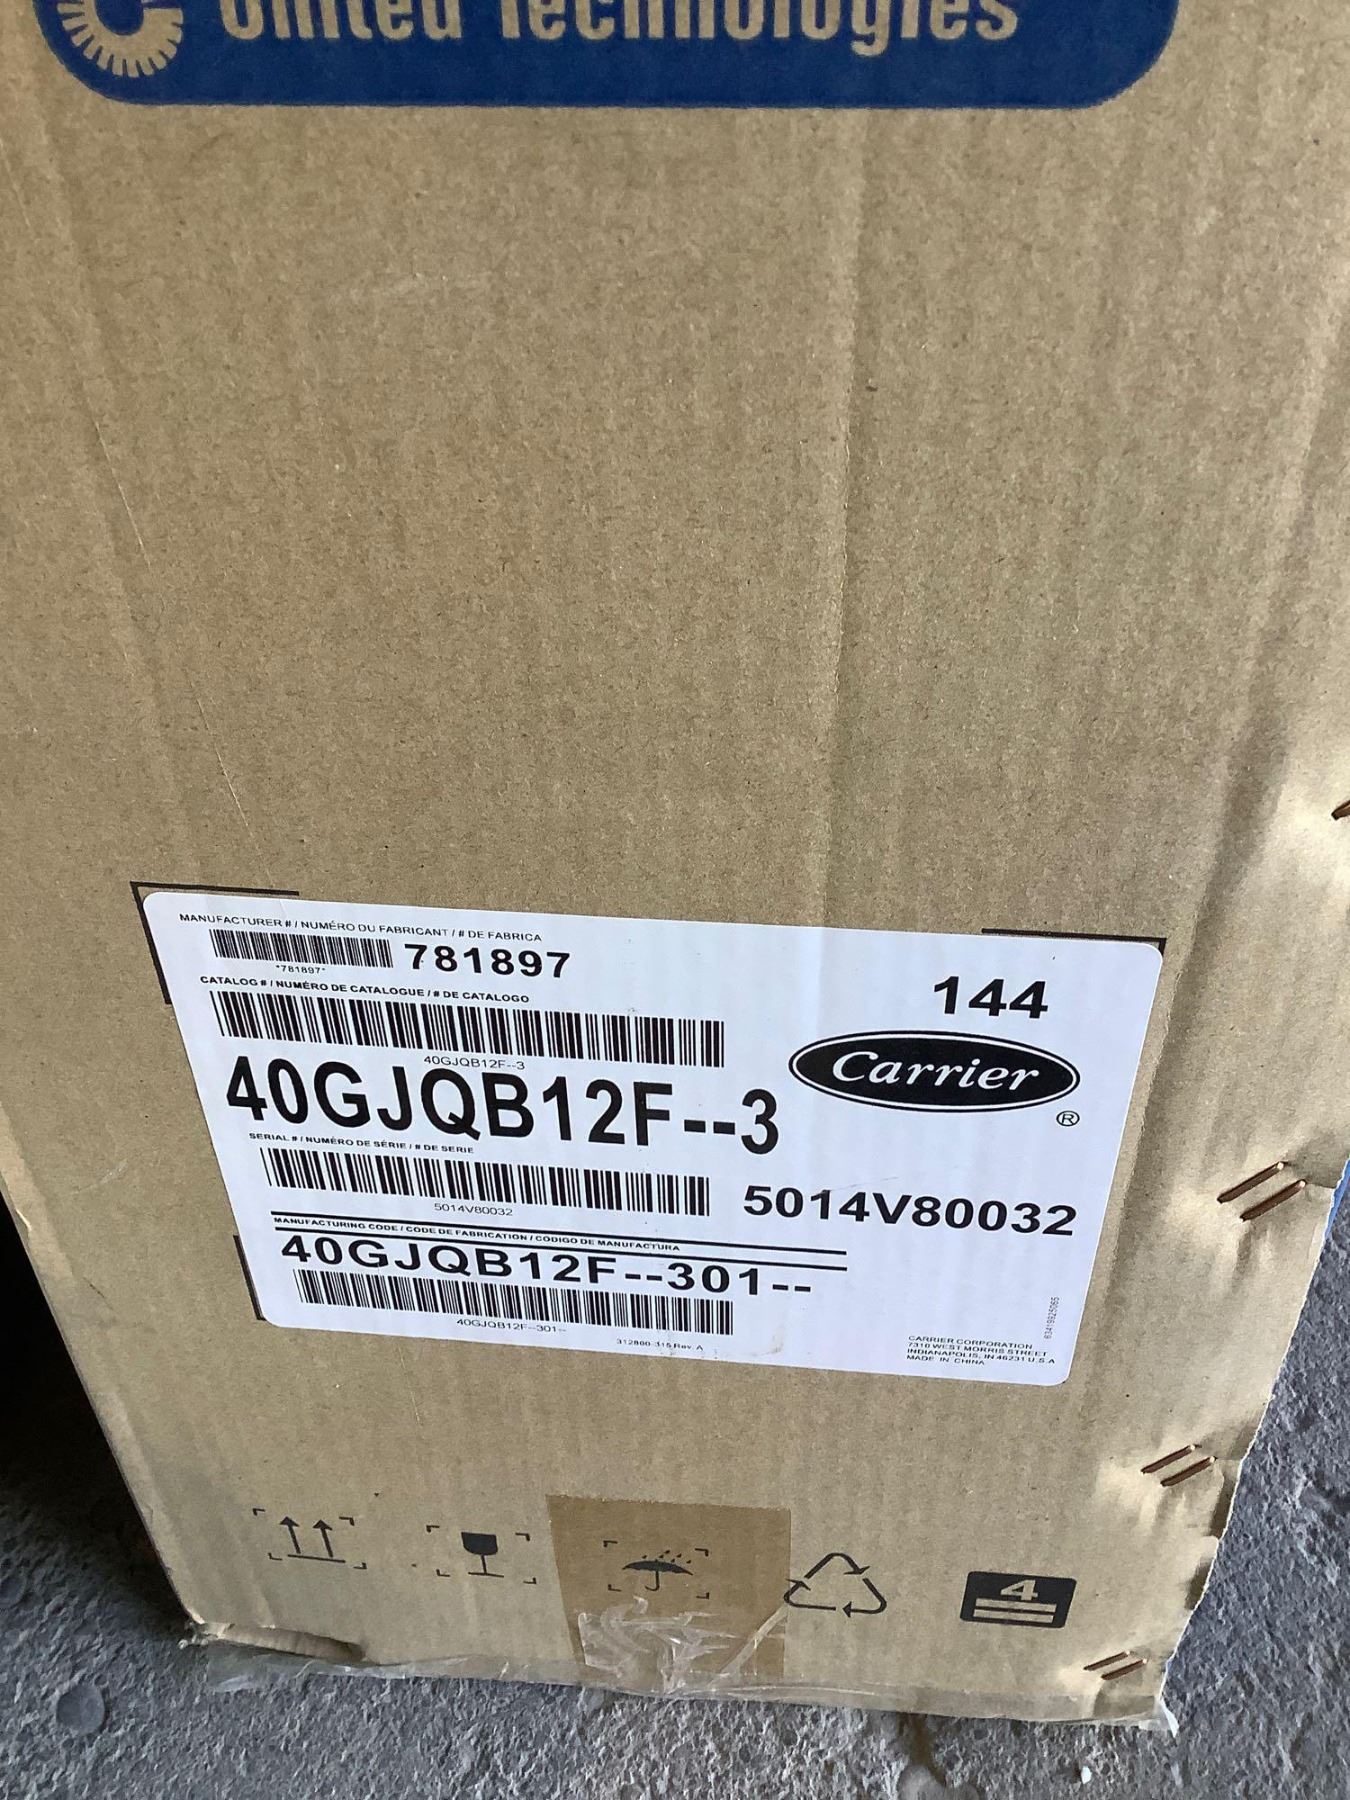 United Technologies
MANUFACTURER # / NUMÉRO DU FABRICANT / # DE FABRICA
781897
*781897*
CATALOG # / NUMÉRO DE CATALOGUE / # DE CATALOGO
144
40GJQB12F--3
40GJQB12F--3
Carrier
®
SERIAL # / NUMÉRO DE SÉRIE / # DE SERIE
5014V80032
5014V80032
MANUFACTURING CODE / CODE DE FABRICATION / CODIGO DE MANUFACTURA
40GJQB12F--301--
40GJQB12F--301--
312800-315 Rev. A
CARRIER CORPORATION
7310 WEST MORRIS STREET
INDIANAPOLIS, IN 46231 U.S.A
MADE IN CHINA
4